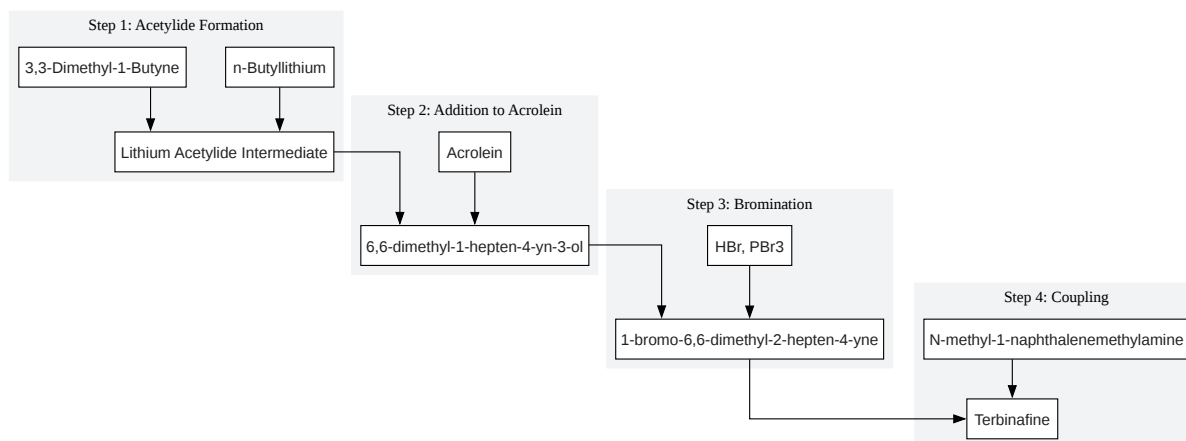 Step 1: Acetylide Formation
3,3-Dimethyl-1-Butyne
n-Butyllithium
Lithium Acetylide Intermediate
Step 2: Addition to Acrolein
Acrolein
6,6-dimethyl-1-hepten-4-yn-3-ol
Step 3: Bromination
HBr, PBr3
1-bromo-6,6-dimethyl-2-hepten-4-yne
Step 4: Coupling
N-methyl-1-naphthalenemethylamine
Terbinafine